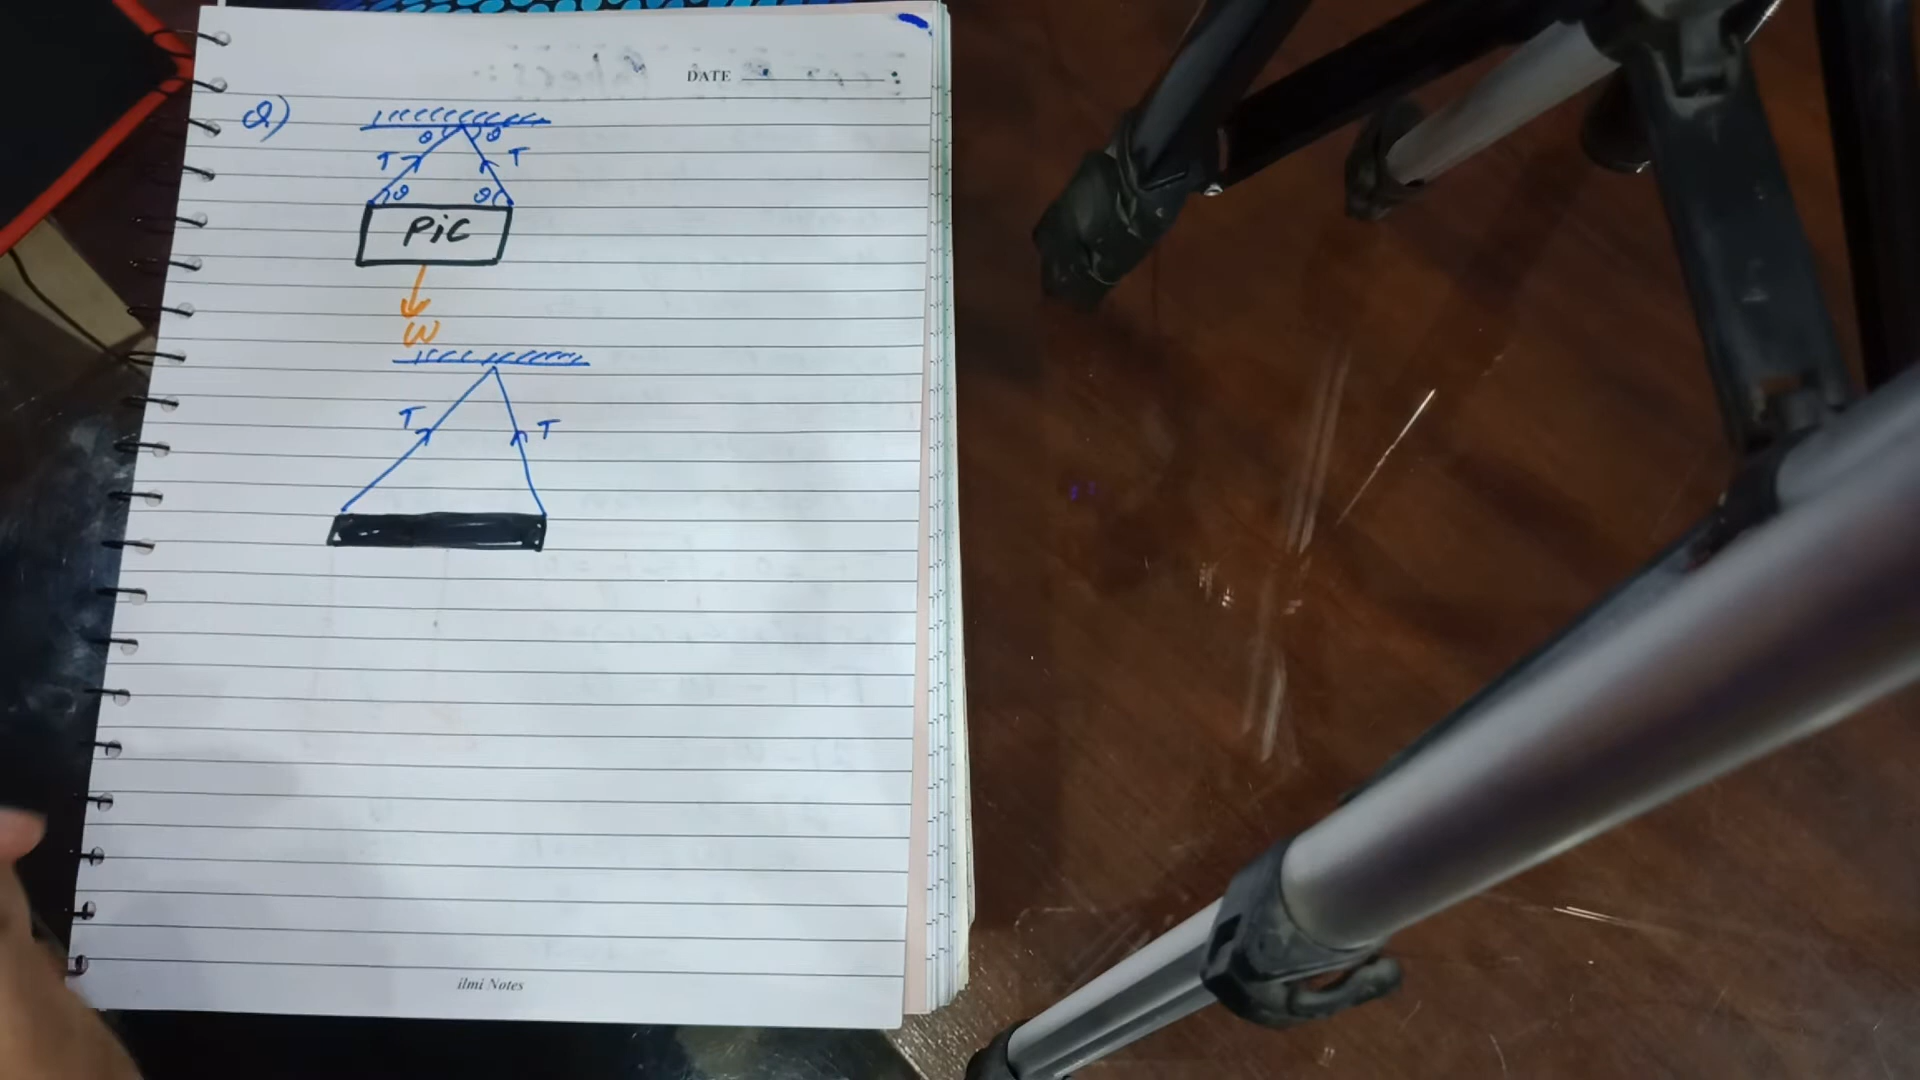 DATE
Q)
θ θ
T T
θ θ
PiC
W
T T
ilmi Notes